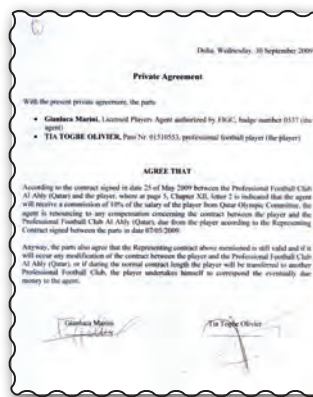 Doha, Wednesday, 30 September 2009
Private Agreement
With the present private agreement, the parts
• Gianluca Marini, Licensed Players Agent authorized by FIGC, badge number 0337 (the
agent)
• TIA TOGBE OLIVIER, Pass Nr. 01510553, professional football player (the player)
AGREE THAT
According to the contract signed in date 25 of May 2009 between the Professional Football Club
Al Ahly (Qatar) and the player, where at page 5, Chapter XII, letter 2 is indicated that the agent
will receive a commission of 10% of the salary of the player from Qatar Olympic Committee, the
agent is renouncing to any compensation concerning the contract between the player and the
Professional Football Club Al Ahly (Qatar), due from the player according to the Representing
Contract signed between the parts in date 07/05/2009.
Anyway, the parts also agree that the Representing contract above mentioned is still valid and if it
will occur any modification of the contract between the player and the Professional Football Club
Al Ahly (Qatar), or if during the normal contract length the player will be transferred to another
Professional Football Club, the player undertakes himself to correspond the eventually due
money to the agent.
Gianluca Marini
Tia Togbe Olivier